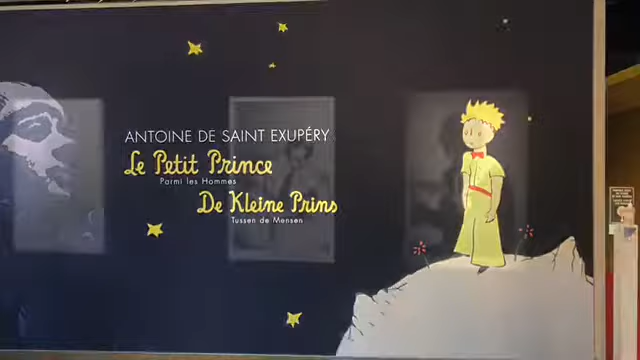 ANTOINE DE SAINT EXUPÉRY
Le Petit Prince
Parmi les Hommes
De Kleine Prins
Tussen de Mensen